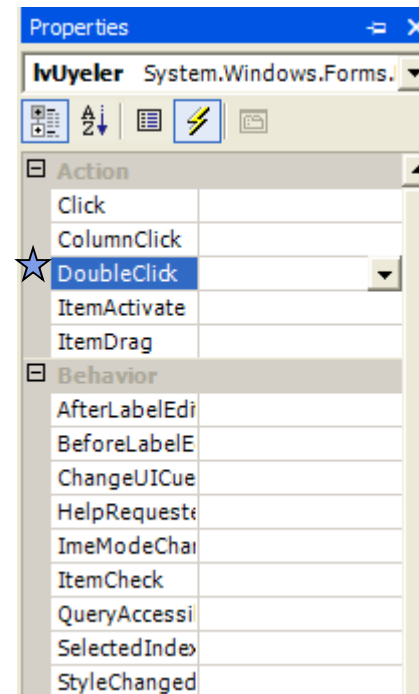 Properties
lvUyeler System.Windows.Forms.
Action
Click
ColumnClick
DoubleClick
ItemActivate
ItemDrag
Behavior
AfterLabelEdi
BeforeLabelE
ChangeUICue
HelpRequeste
ImeModeChar
ItemCheck
QueryAccessi
SelectedIndex
StyleChanged